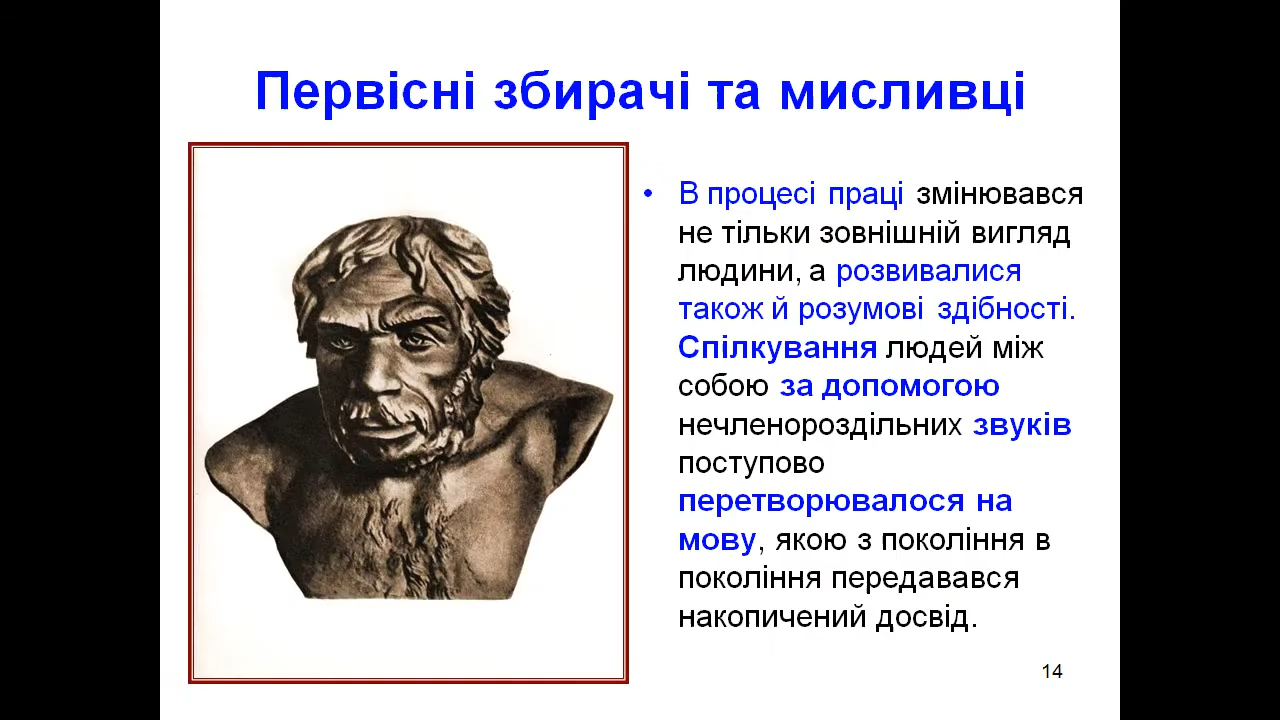 Первісні збирачі та мисливці
• В процесі праці змінювався
не тільки зовнішній вигляд
людини, а розвивалися
також й розумові здібності.
Спілкування людей між
собою за допомогою
нечленороздільних звуків
поступово
перетворювалося на
мову, якою з покоління в
покоління передавався
накопичений досвід.
14